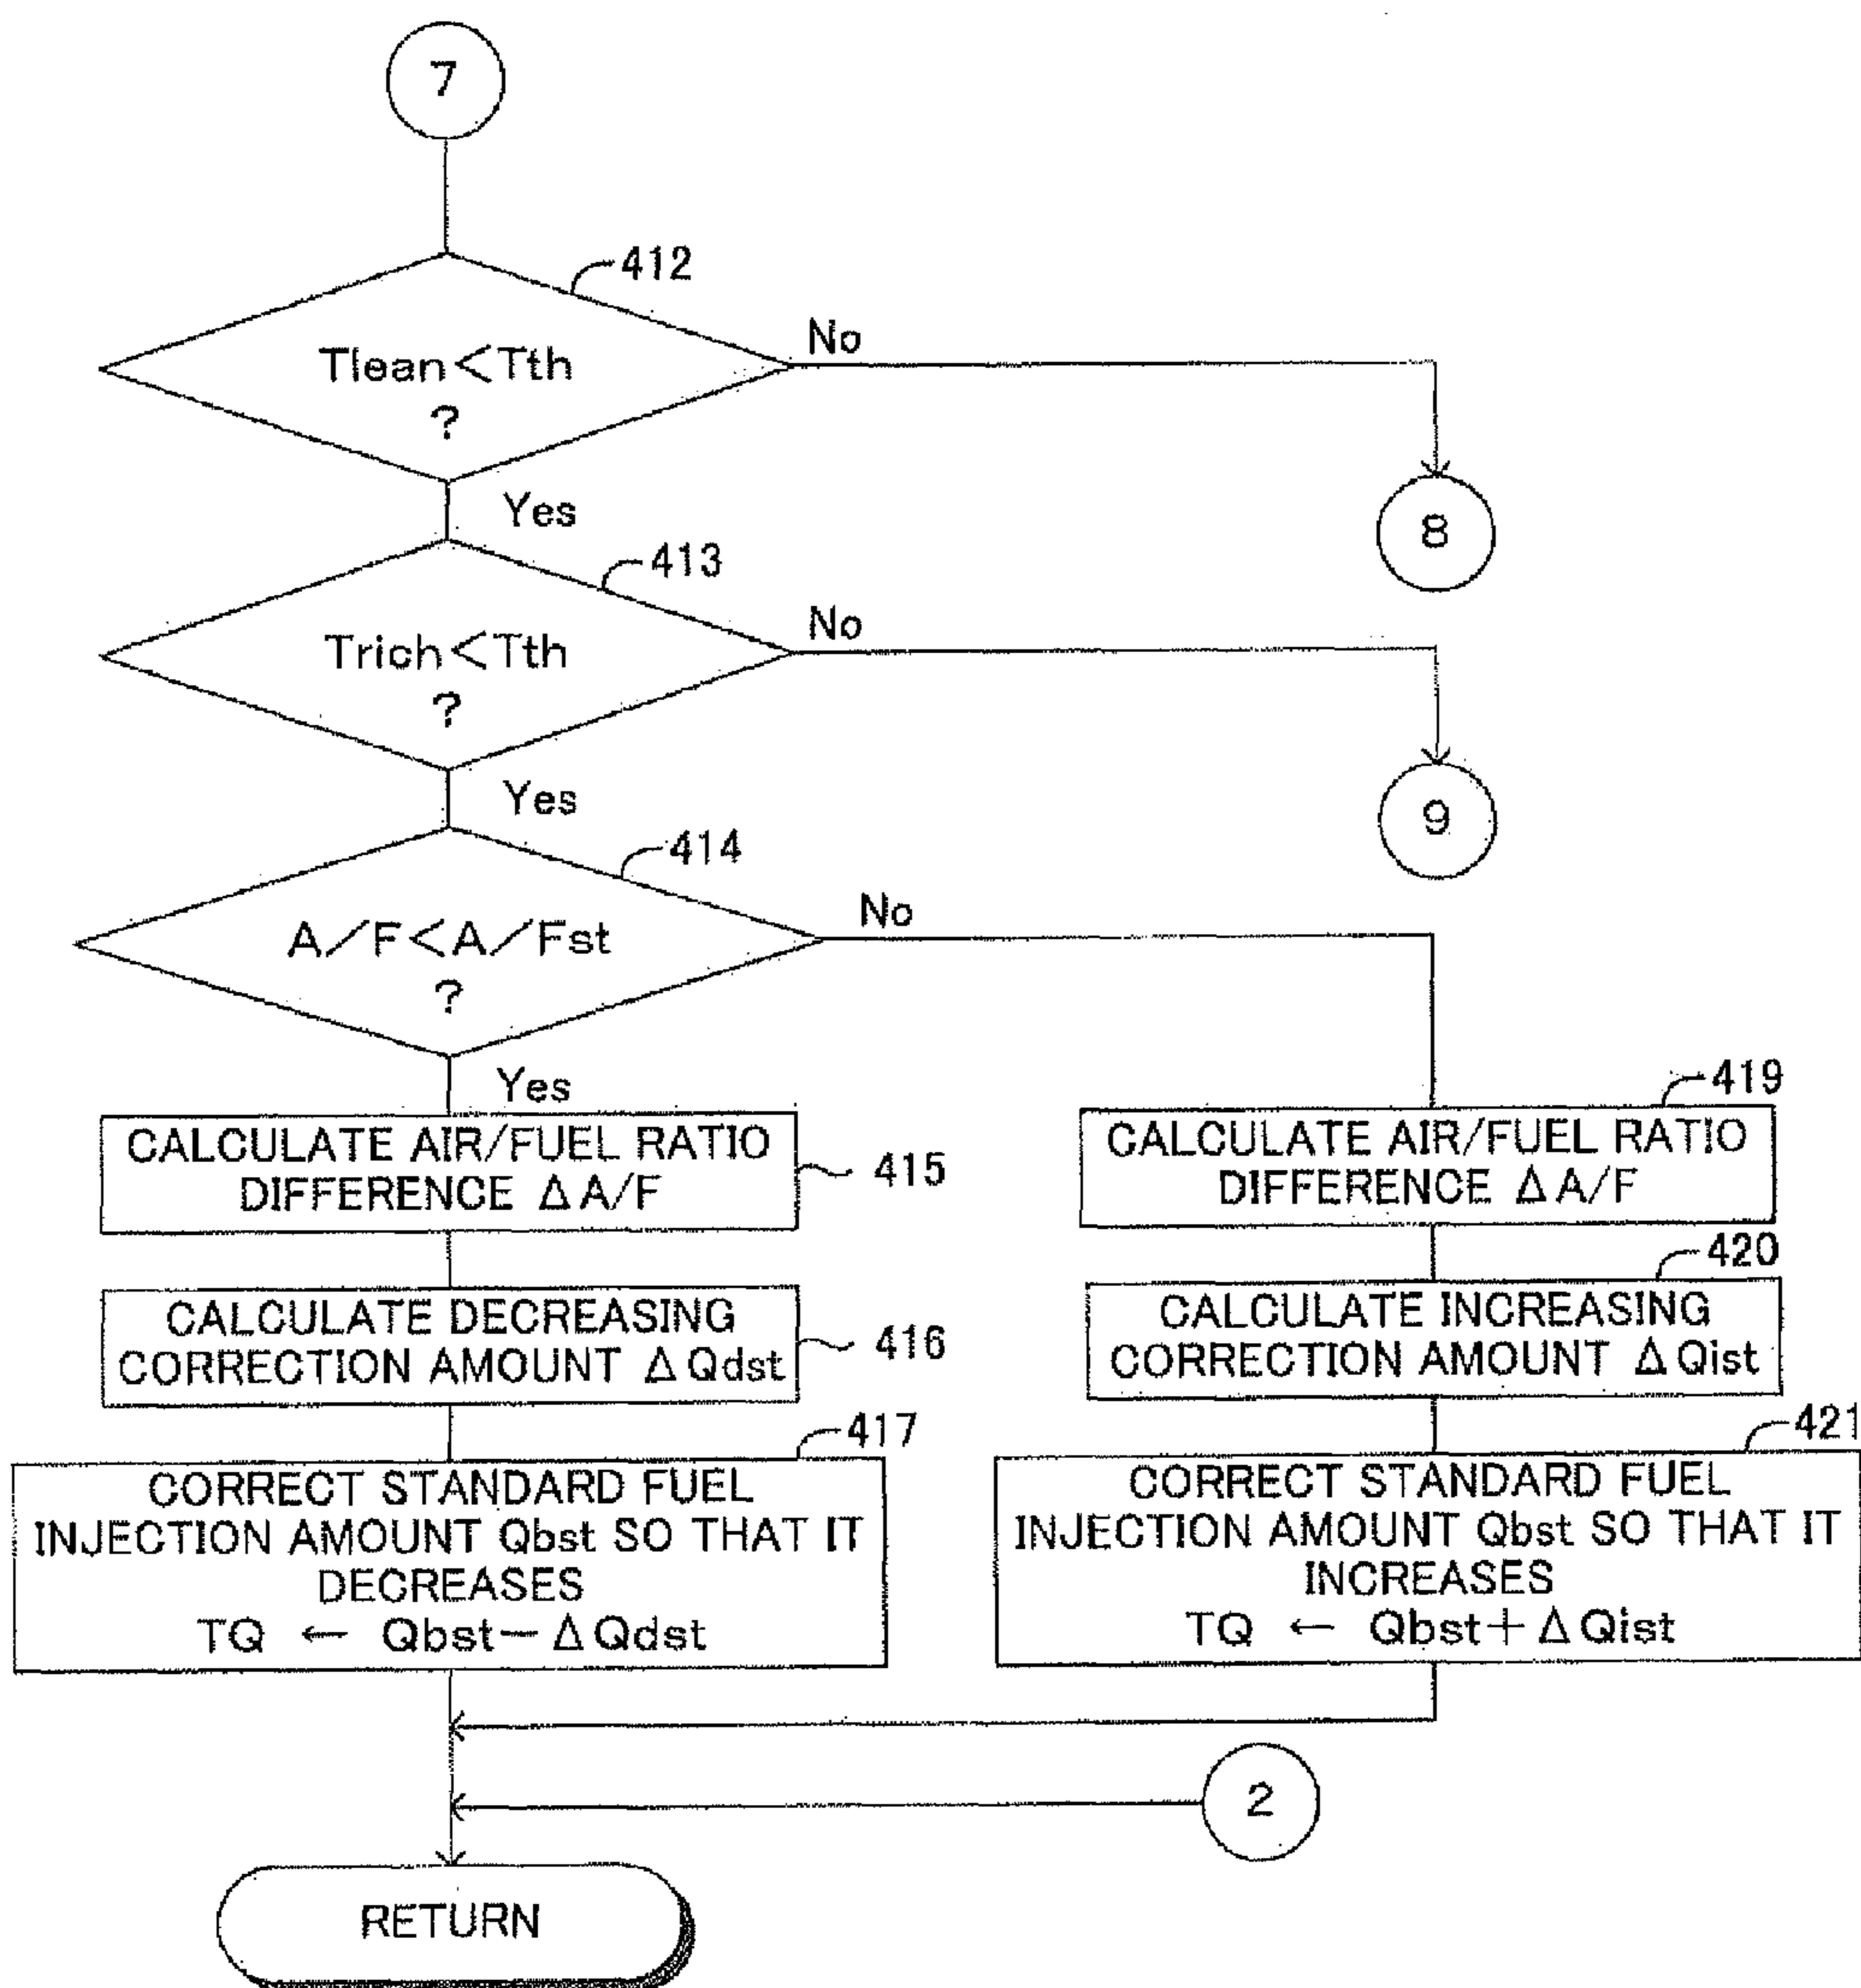 7
412
Tlean<Tth
?
No
Yes
8
413
Trich<Tth
?
No
Yes
9
414
A/F<A/Fst
?
No
Yes
CALCULATE AIR/FUEL RATIO
DIFFERENCE ΔA/F
415
419
CALCULATE AIR/FUEL RATIO
DIFFERENCE ΔA/F
CALCULATE DECREASING
CORRECTION AMOUNT ΔQdst
416
420
CALCULATE INCREASING
CORRECTION AMOUNT ΔQist
417
CORRECT STANDARD FUEL
INJECTION AMOUNT Qbst SO THAT IT
DECREASES
TQ ← Qbst−ΔQdst
421
CORRECT STANDARD FUEL
INJECTION AMOUNT Qbst SO THAT IT
INCREASES
TQ ← Qbst+ΔQist
2
RETURN